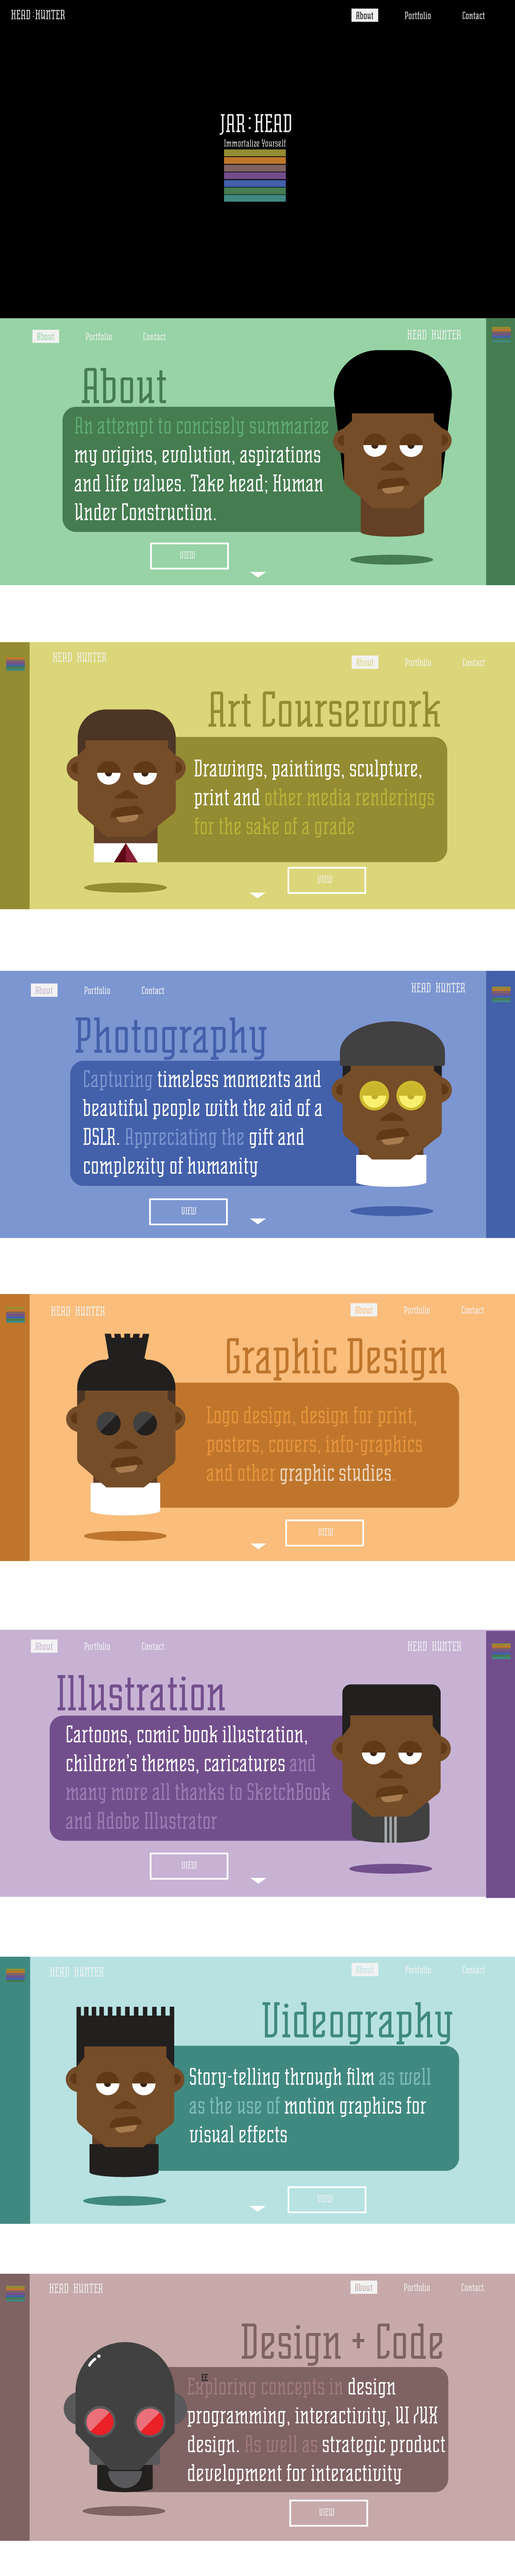 HEAD:HUNTER
About Portfolio Contact
JAR:HEAD
Immortalize Yourself
About Portfolio Contact
HEAD HUNTER
About
An attempt to concisely summarize
my origins, evolution, aspirations
and life values. Take head; Human
Under Construction.
VIEW
HEAD HUNTER
About Portfolio Contact
Art Coursework
Drawings, paintings, sculpture,
print and other media renderings
for the sake of a grade
VIEW
About Portfolio Contact
HEAD HUNTER
Photography
Capturing timeless moments and
beautiful people with the aid of a
DSLR. Appreciating the gift and
complexity of humanity
VIEW
HEAD HUNTER
About Portfolio Contact
Graphic Design
Logo design, design for print,
posters, covers, info-graphics
and other graphic studies.
VIEW
About Portfolio Contact
HEAD HUNTER
Illustration
Cartoons, comic book illustration,
children's themes, caricatures and
many more all thanks to SketchBook
and Adobe Illustrator
VIEW
HEAD HUNTER
About Portfolio Contact
Videography
Story-telling through film as well
as the use of motion graphics for
visual effects
VIEW
HEAD HUNTER
About Portfolio Contact
Design + Code
Exploring concepts in design
programming, interactivity, UI /UX
design. As well as strategic product
development for interactivity
VIEW